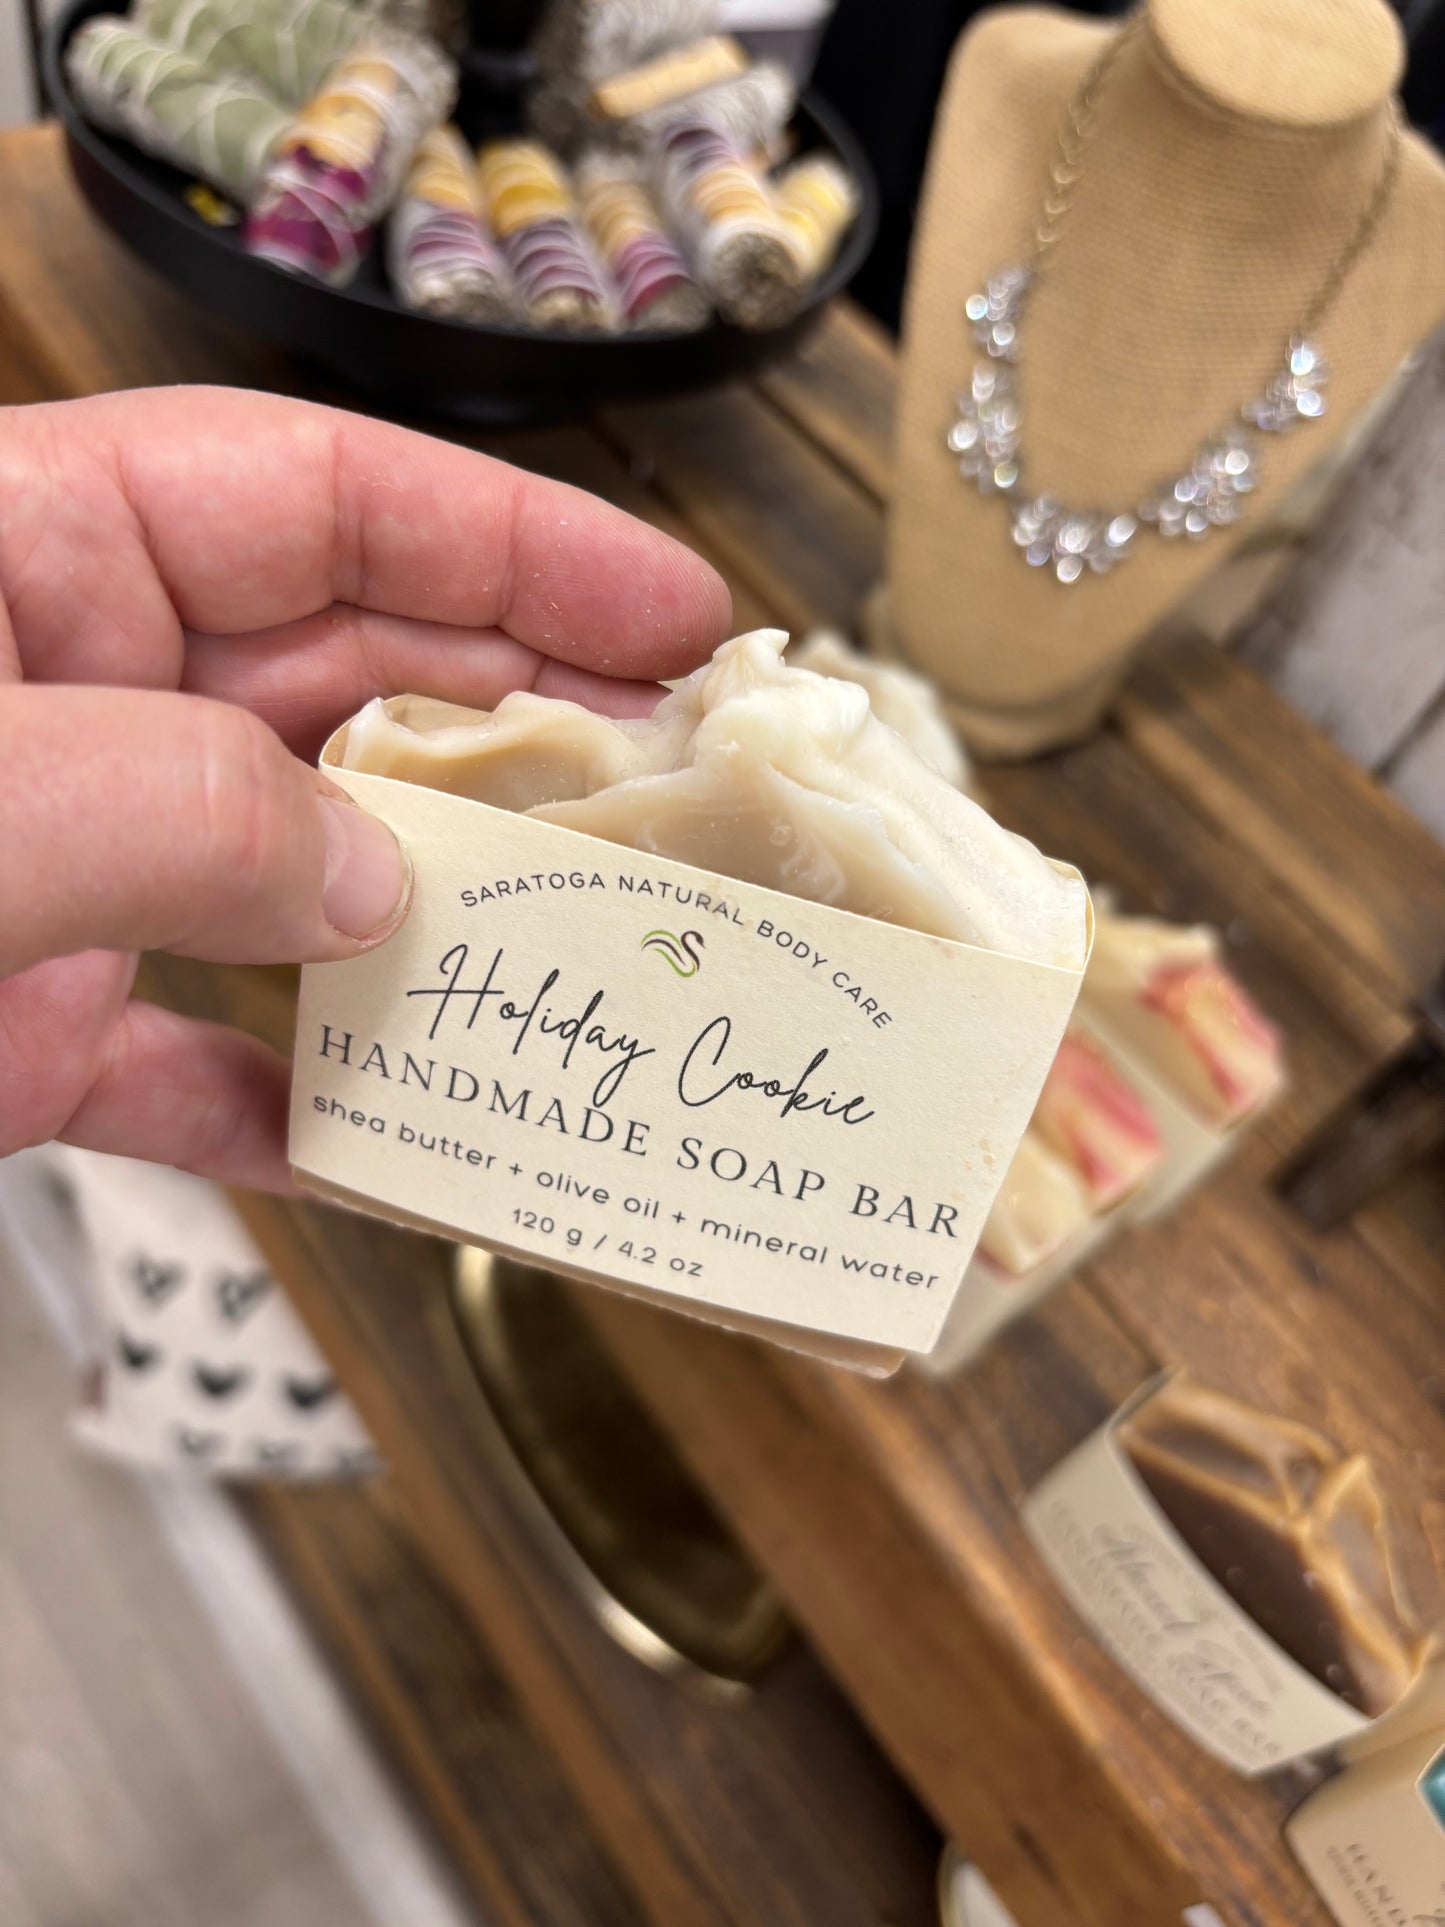 SARATOGA NATURAL BODY CARE
Holiday Cookie
HANDMADE SOAP BAR
shea butter + olive oil + mineral water
120 g / 4.2 oz
HAND